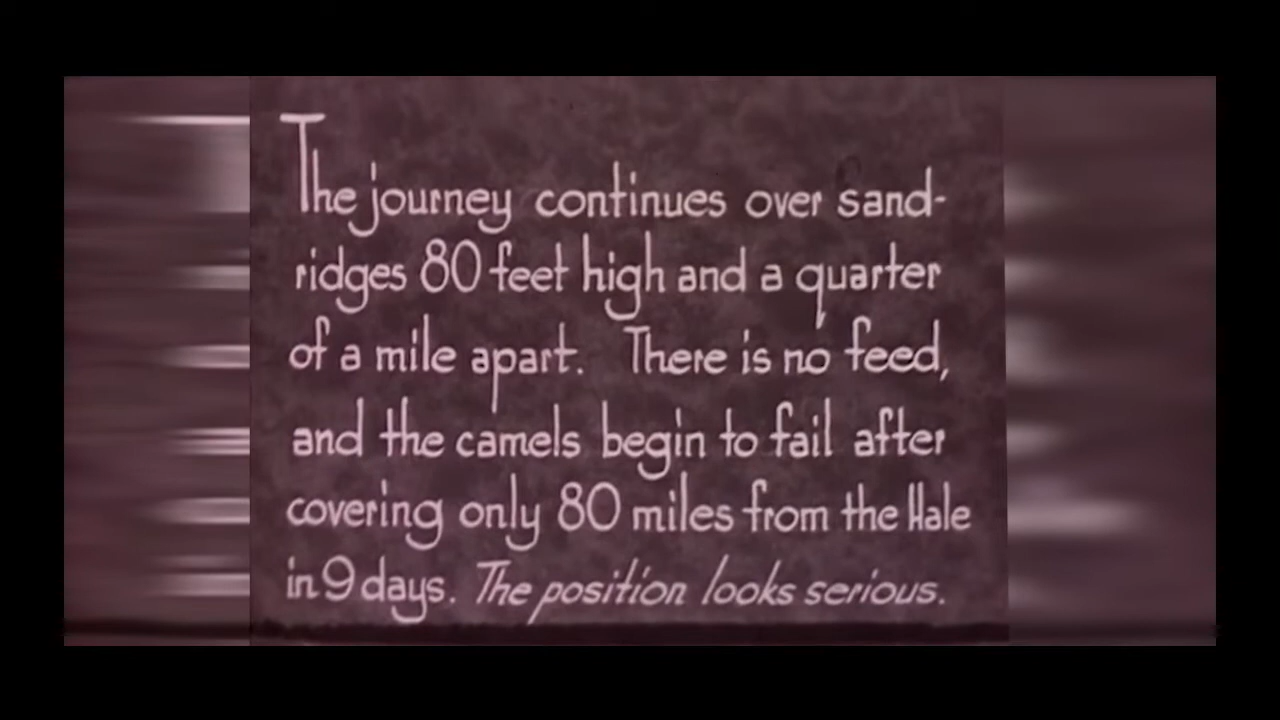 The journey continues over sand-
ridges 80 feet high and a quarter
of a mile apart. There is no feed,
and the camels begin to fail after
covering only 80 miles from the Hale
in 9 days. The position looks serious.